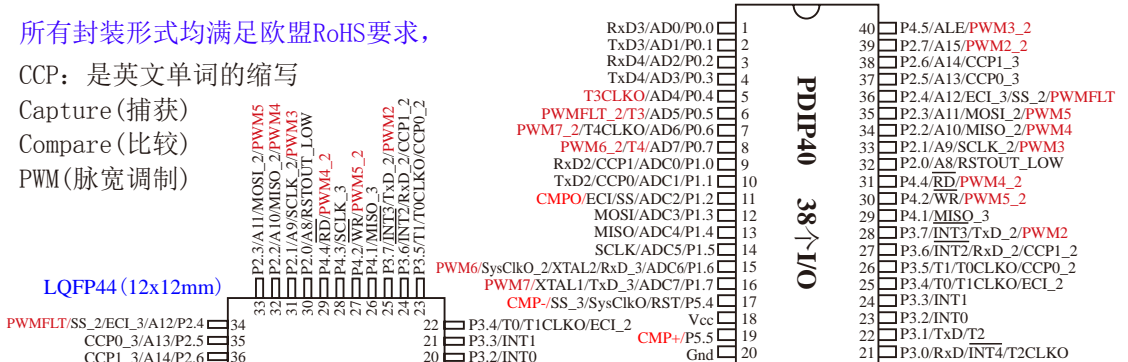 所有封装形式均满足欧盟RoHS要求，
CCP：是英文单词的缩写
Capture(捕获)
Compare(比较)
PWM(脉宽调制)
P2.3/A11/MOSI_2/PWM5
P2.2/A10/MISO_2/PWM4
P2.1/A9/SCLK_2/PWM3
P2.0/A8/RSTOUT_LOW
P4.4/RD/PWM4_2
P4.3/SCLK_3
P4.2/WR/PWM5_2
P4.1/MISO_3
P3.7/INT3/TxD_2/PWM2
P3.6/INT2/RxD_2/CCP1_2
P3.5/T1/T0CLKO/CCP0_2
33
32
31
30
29
28
27
26
25
24
23
LQFP44(12x12mm)
PWMFLT/SS_2/ECI_3/A12/P2.4 34
CCP0_3/A13/P2.5 35
CCP1_3/A14/P2.6 36
22 P3.4/T0/T1CLKO/ECI_2
21 P3.3/INT1
20 P3.2/INT0
PDIP40 38个I/O
RxD3/AD0/P0.0 1
TxD3/AD1/P0.1 2
RxD4/AD2/P0.2 3
TxD4/AD3/P0.3 4
T3CLKO/AD4/P0.4 5
PWMFLT_2/T3/AD5/P0.5 6
PWM7_2/T4CLKO/AD6/P0.6 7
PWM6_2/T4/AD7/P0.7 8
RxD2/CCP1/ADC0/P1.0 9
TxD2/CCP0/ADC1/P1.1 10
CMPO/ECI/SS/ADC2/P1.2 11
MOSI/ADC3/P1.3 12
MISO/ADC4/P1.4 13
SCLK/ADC5/P1.5 14
PWM6/SysClkO_2/XTAL2/RxD_3/ADC6/P1.6 15
PWM7/XTAL1/TxD_3/ADC7/P1.7 16
CMP-/SS_3/SysClkO/RST/P5.4 17
Vcc 18
CMP+/P5.5 19
Gnd 20
40 P4.5/ALE/PWM3_2
39 P2.7/A15/PWM2_2
38 P2.6/A14/CCP1_3
37 P2.5/A13/CCP0_3
36 P2.4/A12/ECI_3/SS_2/PWMFLT
35 P2.3/A11/MOSI_2/PWM5
34 P2.2/A10/MISO_2/PWM4
33 P2.1/A9/SCLK_2/PWM3
32 P2.0/A8/RSTOUT_LOW
31 P4.4/RD/PWM4_2
30 P4.2/WR/PWM5_2
29 P4.1/MISO_3
28 P3.7/INT3/TxD_2/PWM2
27 P3.6/INT2/RxD_2/CCP1_2
26 P3.5/T1/T0CLKO/CCP0_2
25 P3.4/T0/T1CLKO/ECI_2
24 P3.3/INT1
23 P3.2/INT0
22 P3.1/TxD/T2
21 P3.0/RxD/INT4/T2CLKO